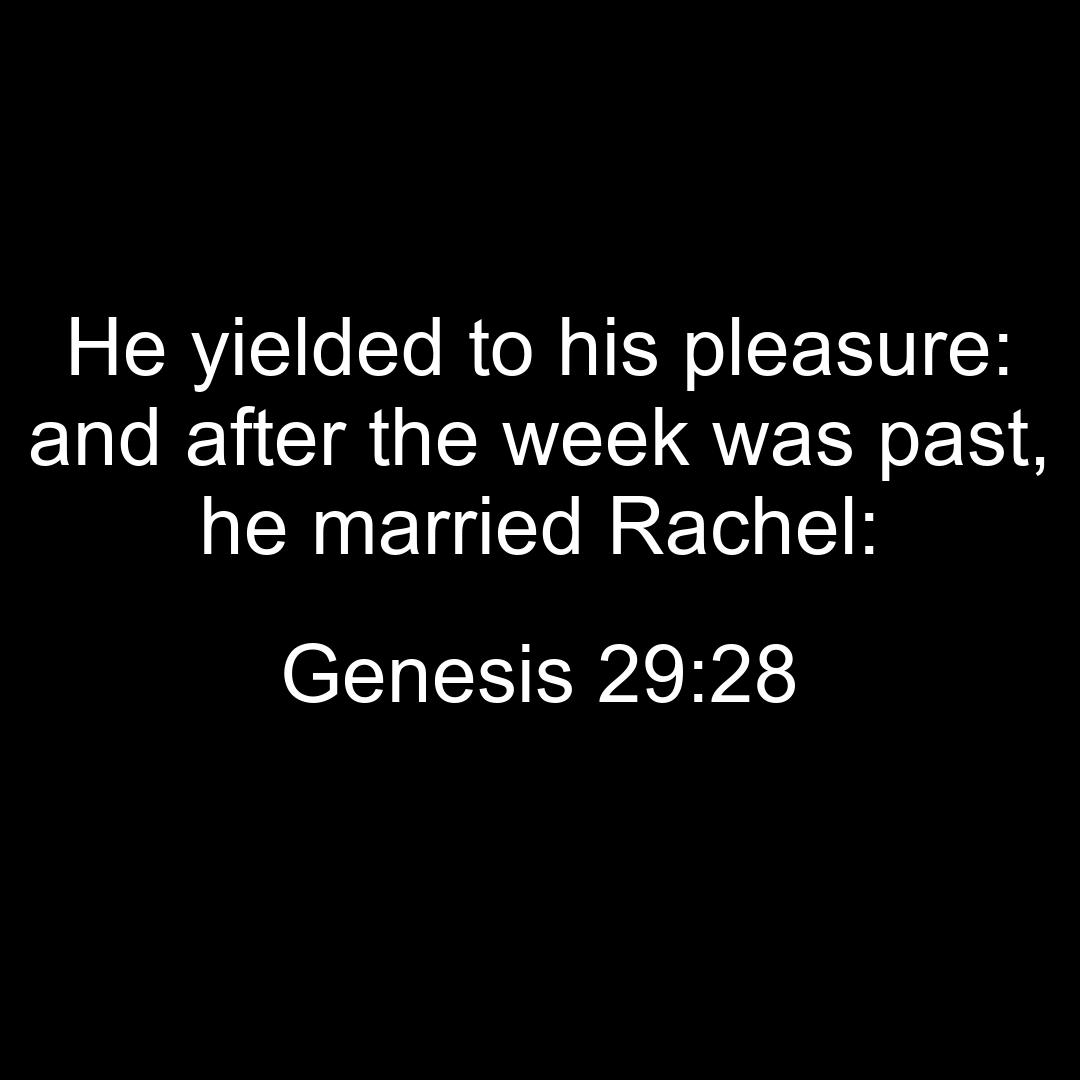 He yielded to his pleasure:
and after the week was past,
he married Rachel:
Genesis 29:28